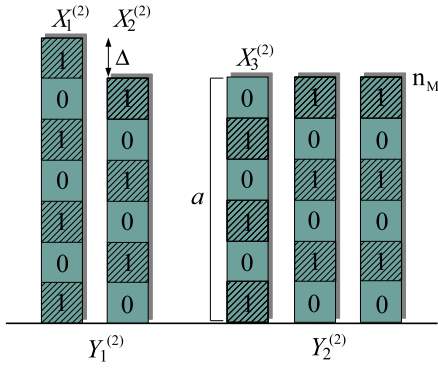 X₁⁽²⁾ X₂⁽²⁾
Δ
X₃⁽²⁾
n_M
a
1 0 1 0 1 0 1
1 0 1 0 1 0
0 1 0 1 0 1
1 0 1 0 1 0
1 0 1 0 1 0
Y₁⁽²⁾ Y₂⁽²⁾